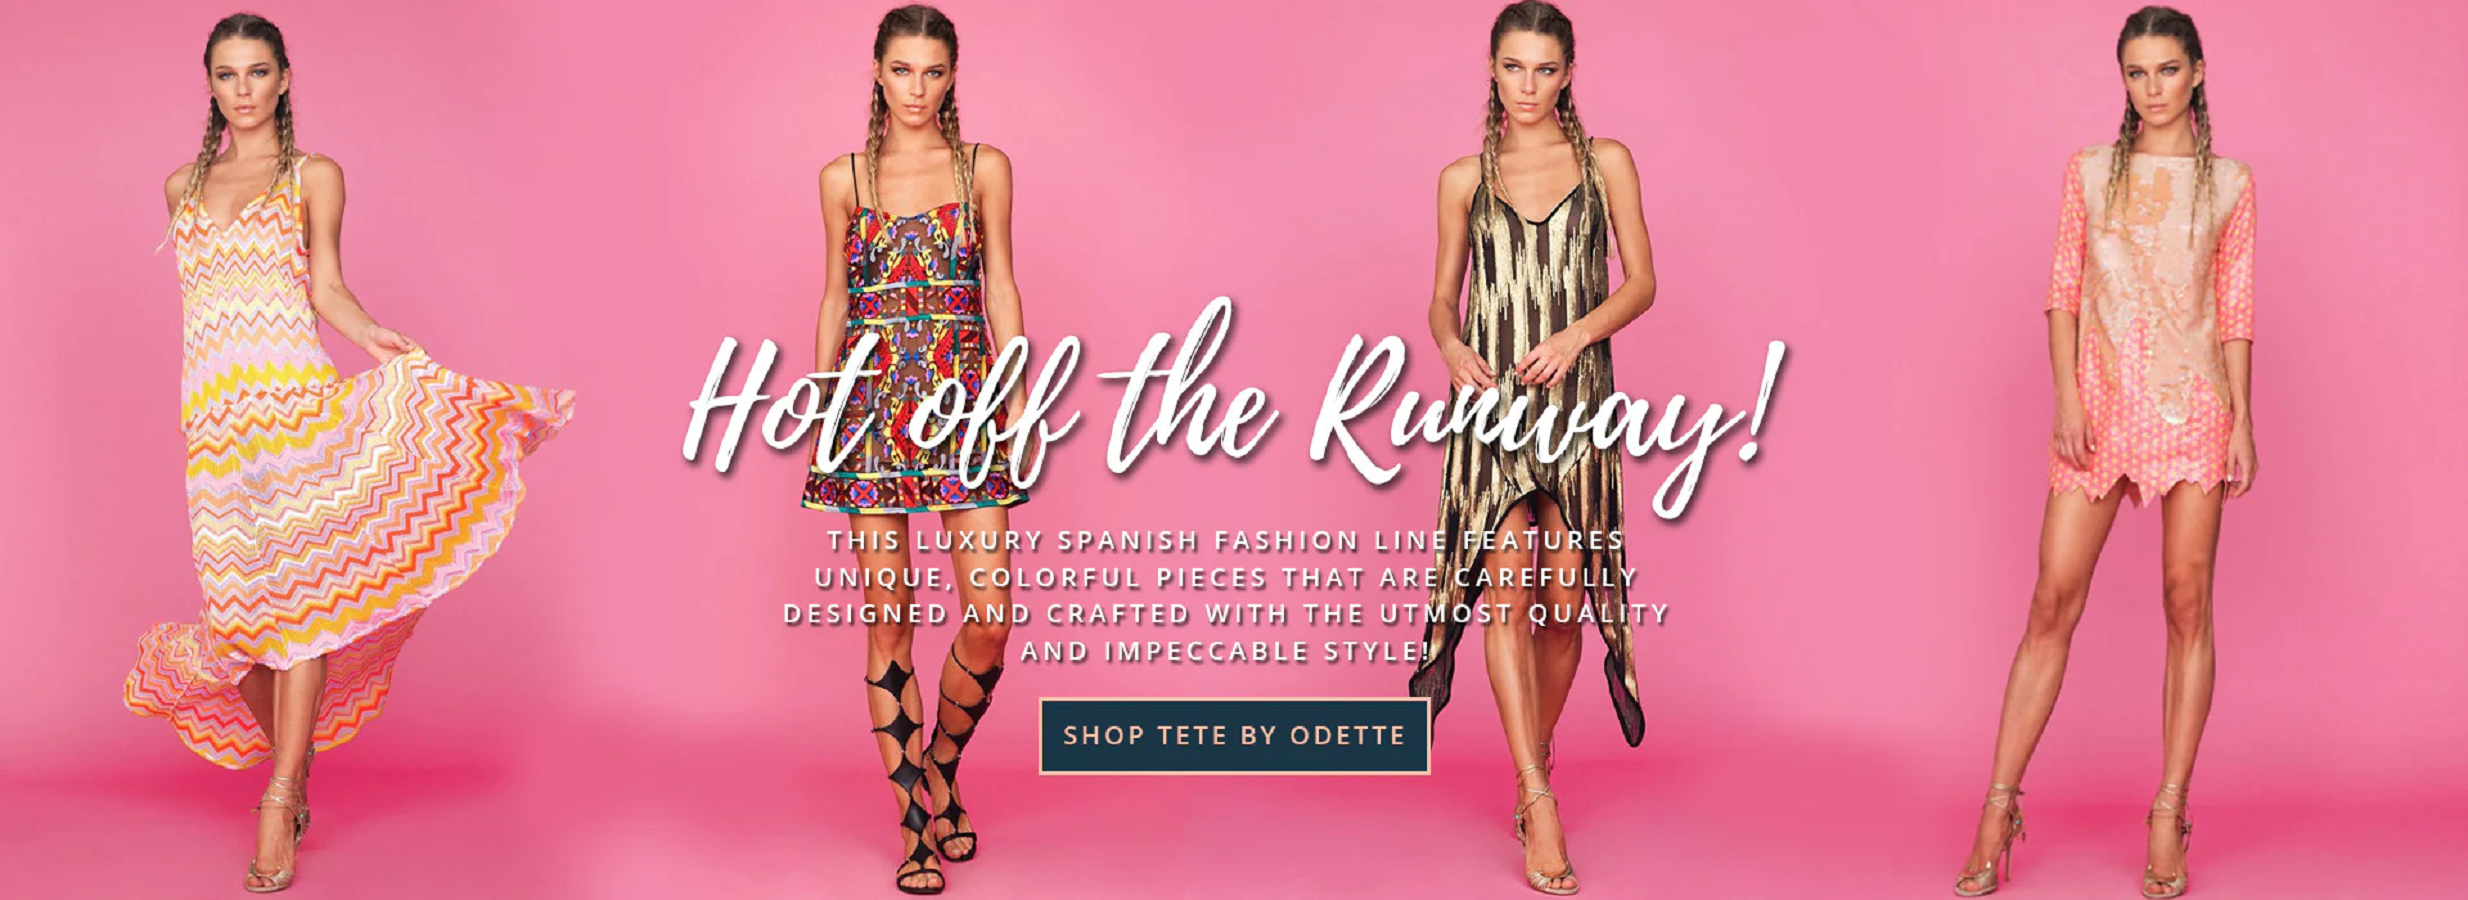 Hot off the Runway!
THIS LUXURY SPANISH FASHION LINE FEATURES
UNIQUE, COLORFUL PIECES THAT ARE CAREFULLY
DESIGNED AND CRAFTED WITH THE UTMOST QUALITY
AND IMPECCABLE STYLE!
SHOP TETE BY ODETTE